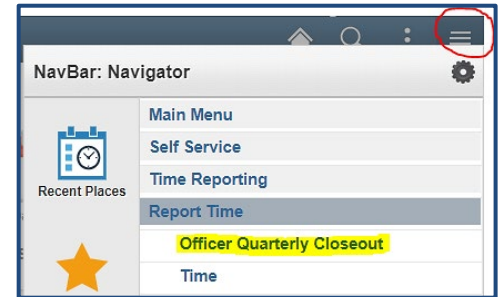 NavBar: Navigator
Main Menu
Self Service
Time Reporting
Recent Places
Report Time
Officer Quarterly Closeout
Time